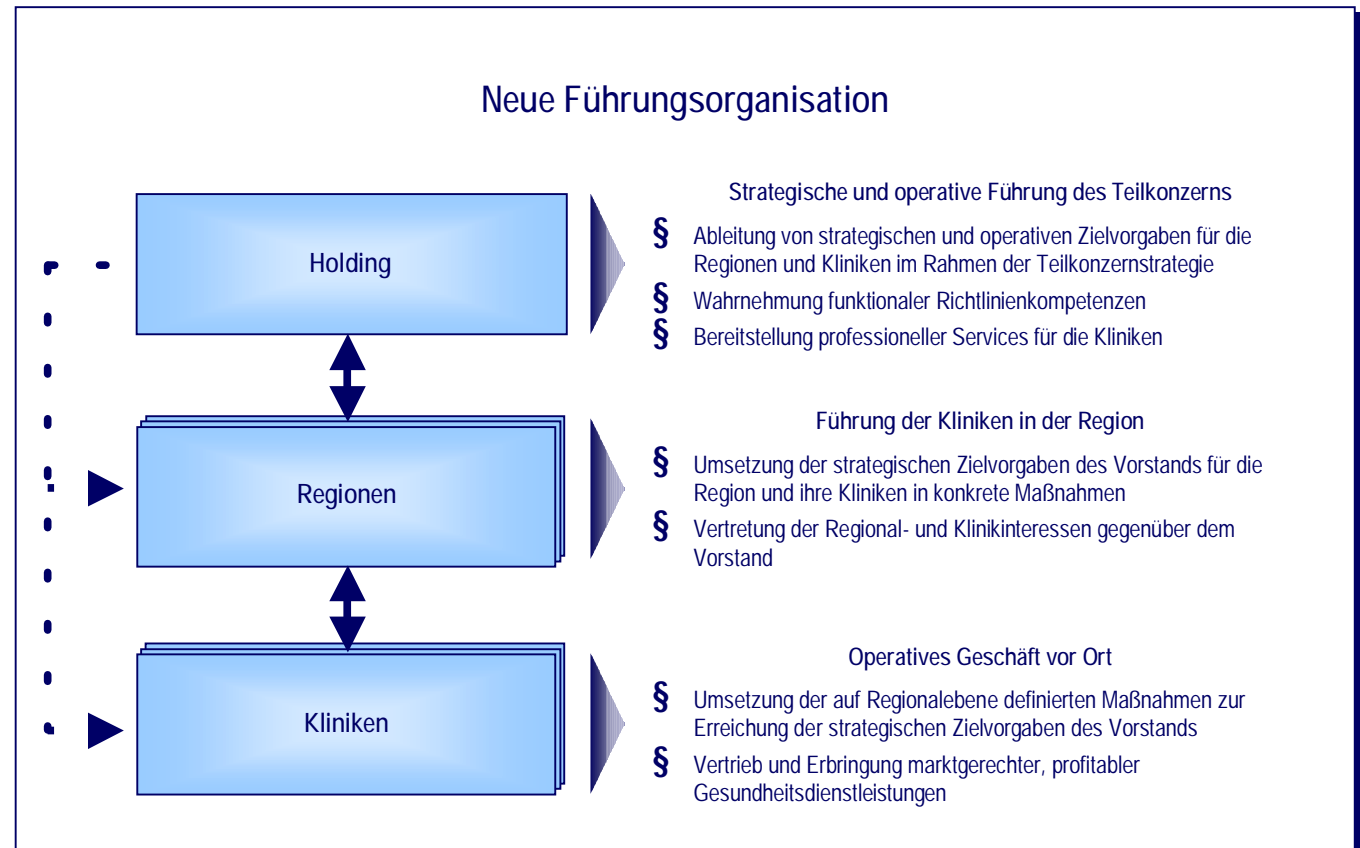 Neue Führungsorganisation
Holding
Strategische und operative Führung des Teilkonzerns
§ Ableitung von strategischen und operativen Zielvorgaben für die
Regionen und Kliniken im Rahmen der Teilkonzernstrategie
§ Wahrnehmung funktionaler Richtlinienkompetenzen
§ Bereitstellung professioneller Services für die Kliniken
Regionen
Führung der Kliniken in der Region
§ Umsetzung der strategischen Zielvorgaben des Vorstands für die
Region und ihre Kliniken in konkrete Maßnahmen
§ Vertretung der Regional- und Klinikinteressen gegenüber dem
Vorstand
Kliniken
Operatives Geschäft vor Ort
§ Umsetzung der auf Regionalebene definierten Maßnahmen zur
Erreichung der strategischen Zielvorgaben des Vorstands
§ Vertrieb und Erbringung marktgerechter, profitabler
Gesundheitsdienstleistungen